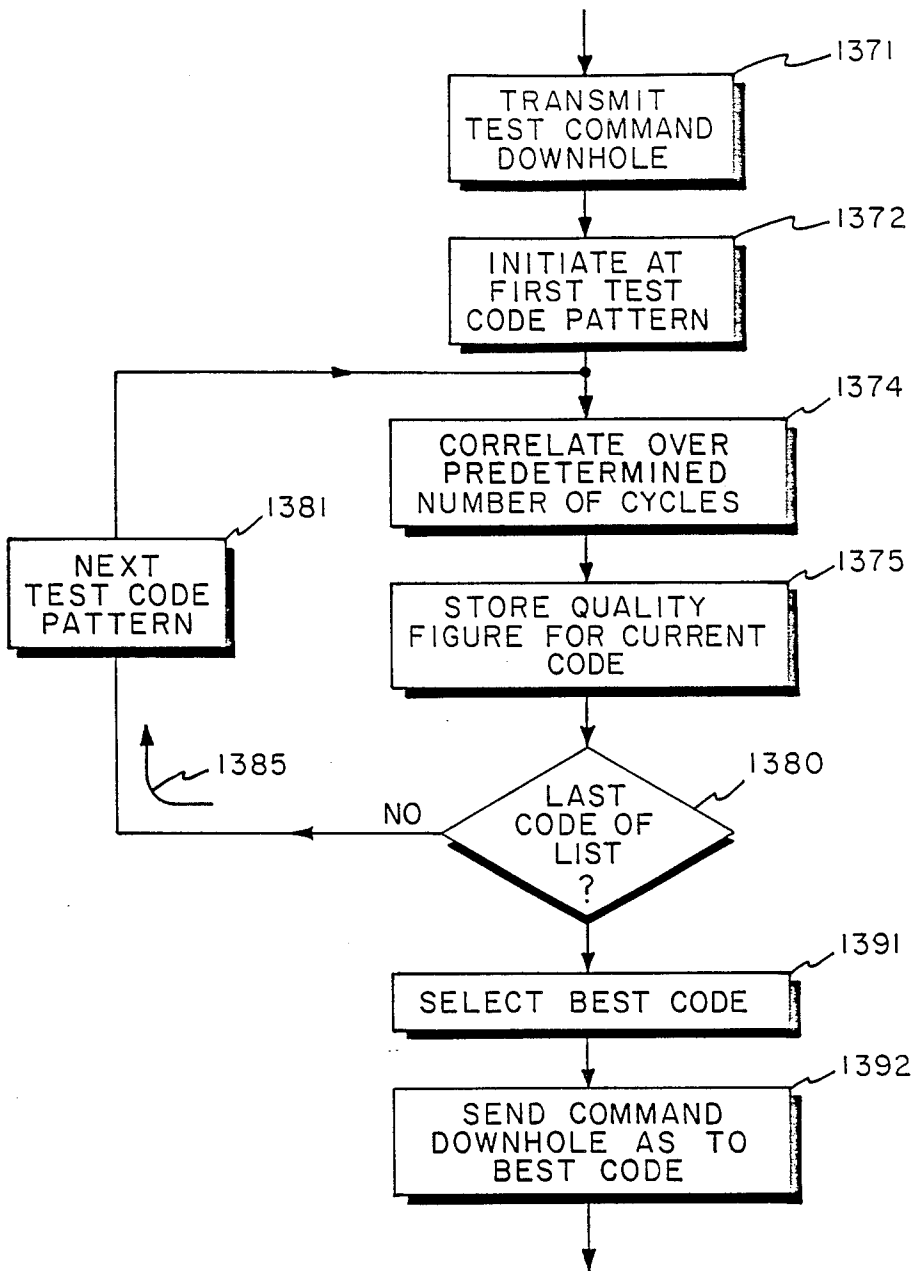 1371
TRANSMIT
TEST COMMAND
DOWNHOLE
1372
INITIATE AT
FIRST TEST
CODE PATTERN
1374
CORRELATE OVER
PREDETERMINED
NUMBER OF CYCLES
1381
NEXT
TEST CODE
PATTERN
1375
STORE QUALITY
FIGURE FOR CURRENT
CODE
1385
1380
NO
LAST
CODE OF
LIST
?
1391
SELECT BEST CODE
1392
SEND COMMAND
DOWNHOLE AS TO
BEST CODE